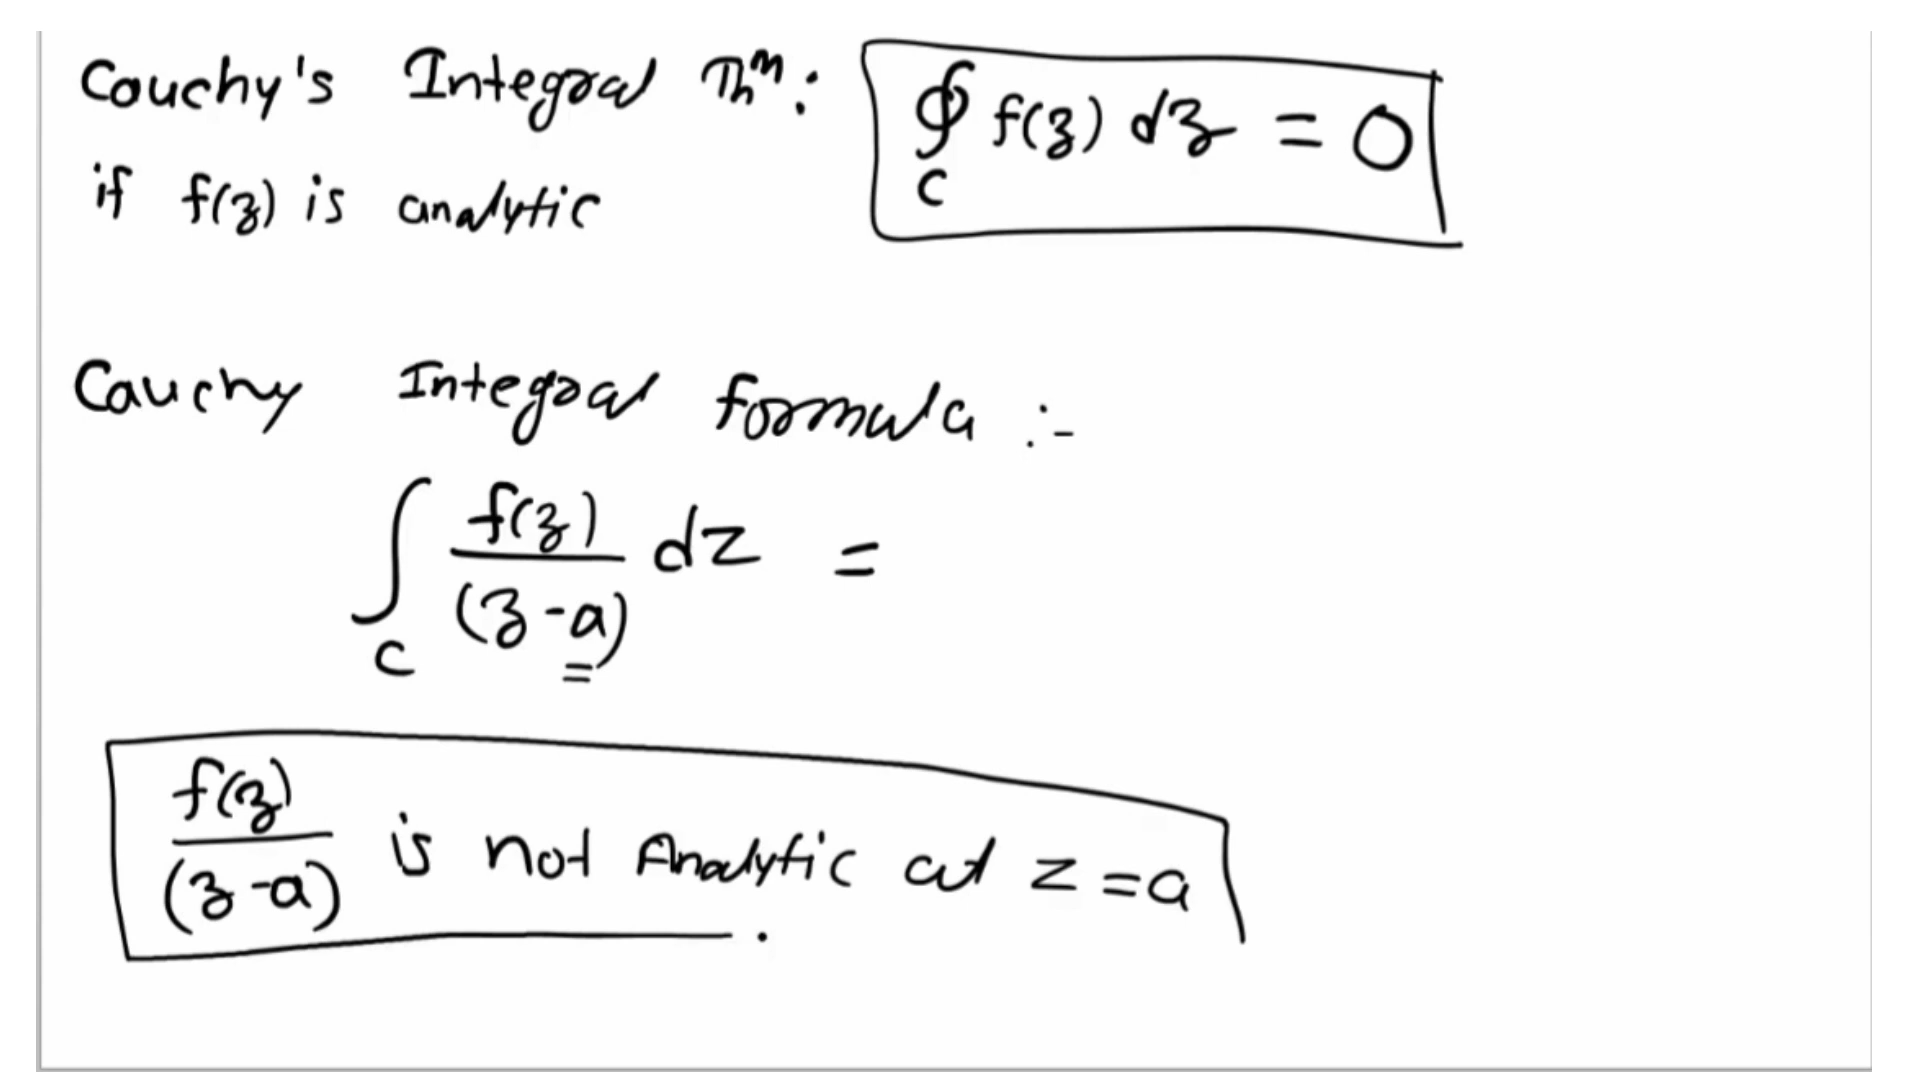 Cauchy's Integral Thm: ∮_C f(z) dz = 0
if f(z) is analytic
Cauchy Integral formula :-
∫_C f(z)/(z-a) dz =
f(z)/(z-a) is not Analytic at z=a